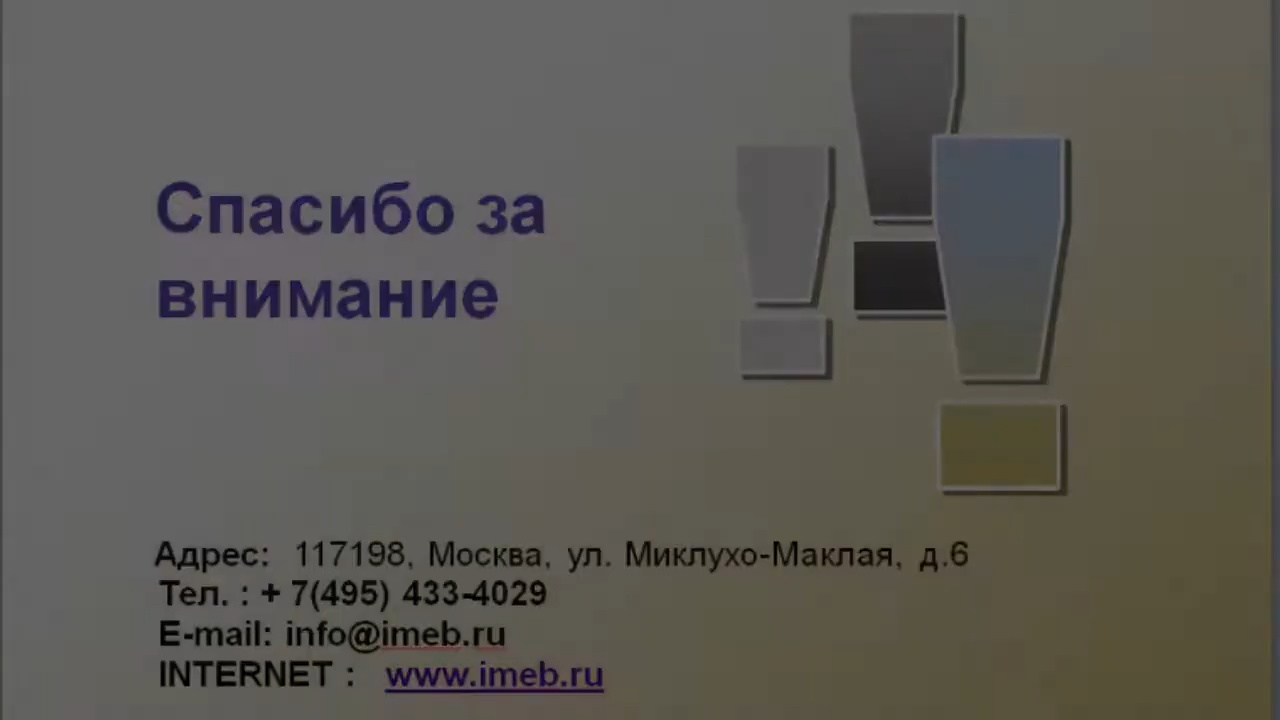 Спасибо за
внимание
Адрес: 117198, Москва, ул. Миклухо-Маклая, д.6
Тел. : + 7(495) 433-4029
E-mail: info@imeb.ru
INTERNET : www.imeb.ru